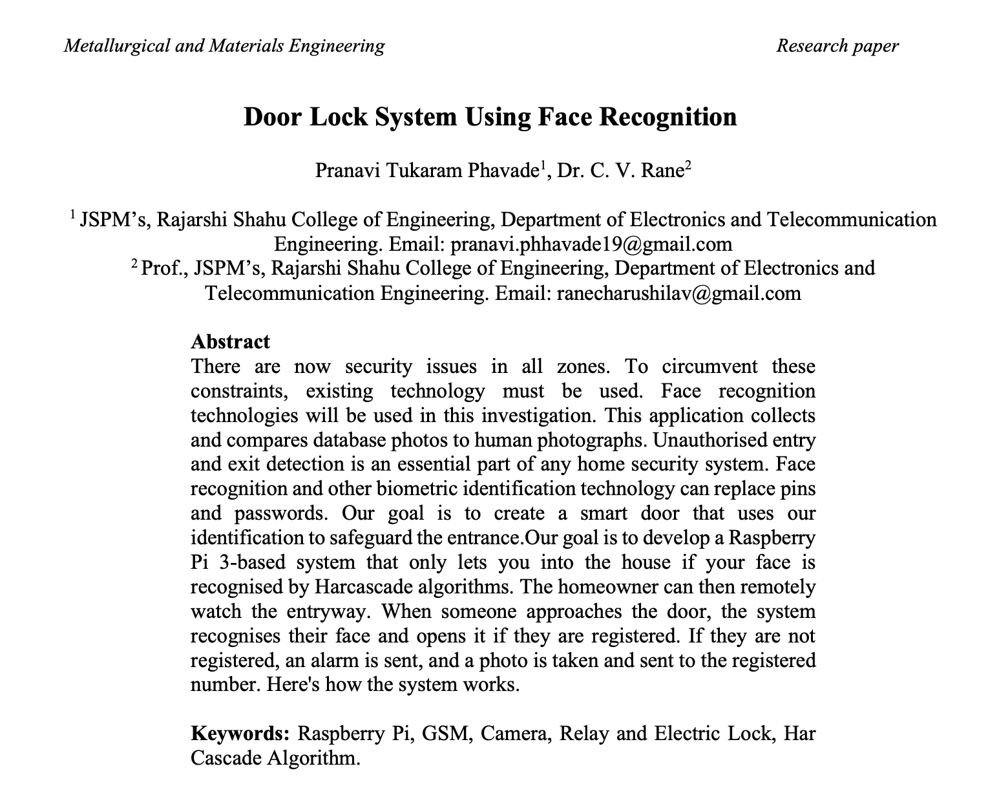 Metallurgical and Materials Engineering Research paper
Door Lock System Using Face Recognition
Pranavi Tukaram Phavade1, Dr. C. V. Rane2
1 JSPM’s, Rajarshi Shahu College of Engineering, Department of Electronics and Telecommunication
Engineering. Email: pranavi.phhavade19@gmail.com
2 Prof., JSPM’s, Rajarshi Shahu College of Engineering, Department of Electronics and
Telecommunication Engineering. Email: ranecharushilav@gmail.com
Abstract
There are now security issues in all zones. To circumvent these
constraints, existing technology must be used. Face recognition
technologies will be used in this investigation. This application collects
and compares database photos to human photographs. Unauthorised entry
and exit detection is an essential part of any home security system. Face
recognition and other biometric identification technology can replace pins
and passwords. Our goal is to create a smart door that uses our
identification to safeguard the entrance.Our goal is to develop a Raspberry
Pi 3-based system that only lets you into the house if your face is
recognised by Harcascade algorithms. The homeowner can then remotely
watch the entryway. When someone approaches the door, the system
recognises their face and opens it if they are registered. If they are not
registered, an alarm is sent, and a photo is taken and sent to the registered
number. Here's how the system works.
Keywords: Raspberry Pi, GSM, Camera, Relay and Electric Lock, Har
Cascade Algorithm.